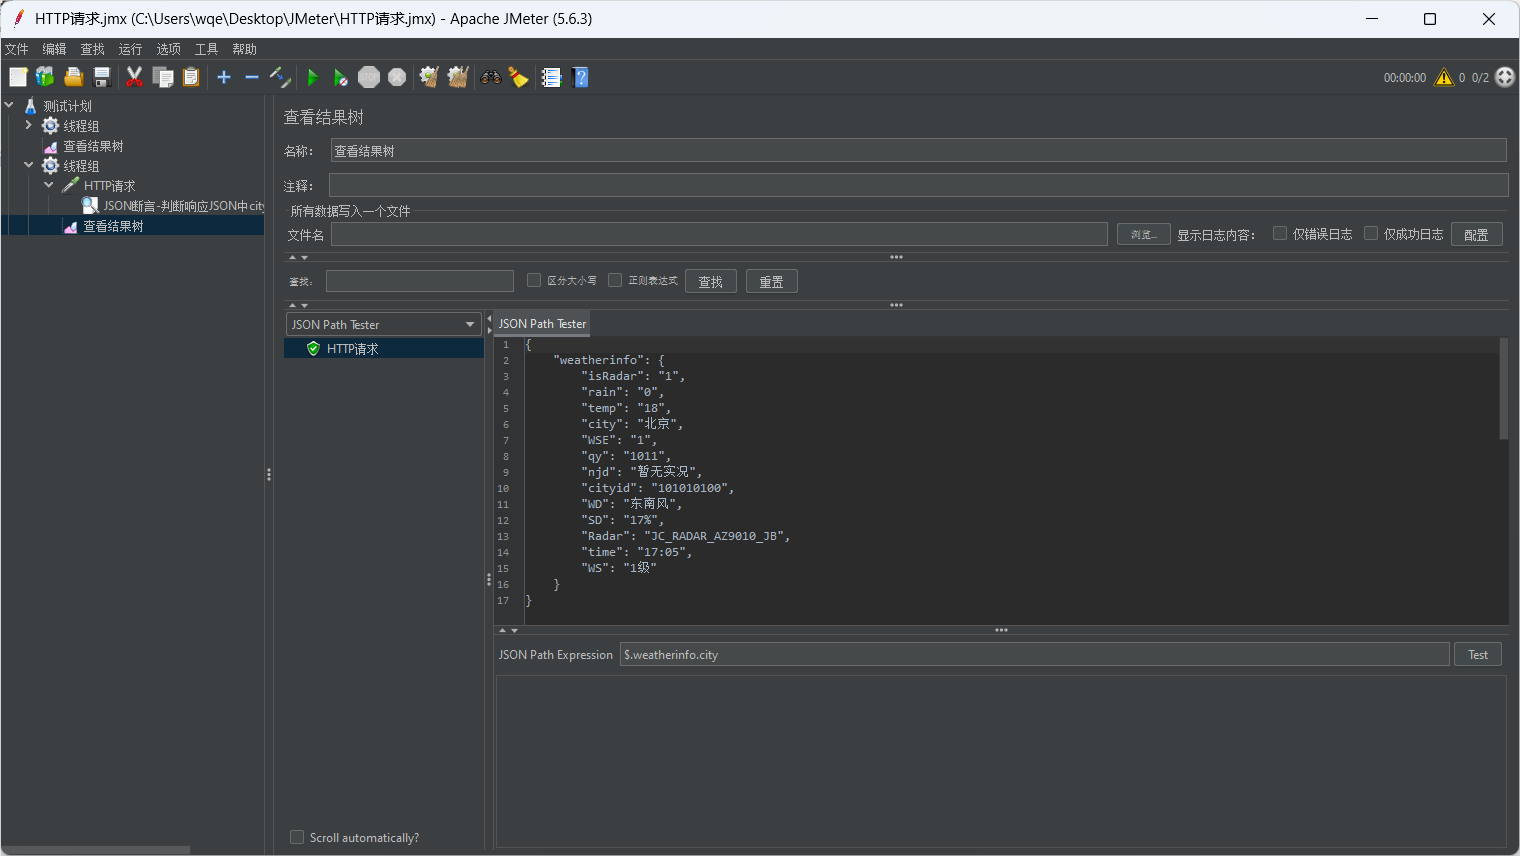 HTTP请求.jmx (C:\Users\wqe\Desktop\JMeter\HTTP请求.jmx) - Apache JMeter (5.6.3)
文件 编辑 查找 运行 选项 工具 帮助
STOP
00:00:00 0 0/2
测试计划
线程组
查看结果树
线程组
HTTP请求
JSON断言-判断响应JSON中city
查看结果树
查看结果树
名称： 查看结果树
注释：
所有数据写入一个文件
文件名 浏览... 显示日志内容： 仅错误日志 仅成功日志 配置
查找： 区分大小写 正则表达式 查找 重置
JSON Path Tester
HTTP请求
Scroll automatically?
JSON Path Tester
1 {
2 "weatherinfo": {
3 "isRadar": "1",
4 "rain": "0",
5 "temp": "18",
6 "city": "北京",
7 "WSE": "1",
8 "qy": "1011",
9 "njd": "暂无实况",
10 "cityid": "101010100",
11 "WD": "东南风",
12 "SD": "17%",
13 "Radar": "JC_RADAR_AZ9010_JB",
14 "time": "17:05",
15 "WS": "1级"
16 }
17 }
JSON Path Expression $.weatherinfo.city Test